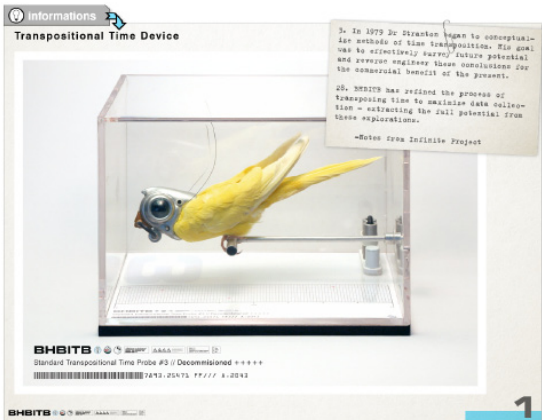 informations
Transpositional Time Device
3. In 1979 Dr Stranton began to conceptual-
ize methods of time transposition. His goal
was to effectively survey future potential
and reverse engineer these conclusions for
the commercial benefit of the present.
28. BHBITB has refined the process of
transposing time to maximize data collec-
tion - extracting the full potential from
these explorations.
-Notes from Infinite Project
BHBITB
Standard Transpositional Time Probe #3 // Decommisioned +++++
BHBITB
1